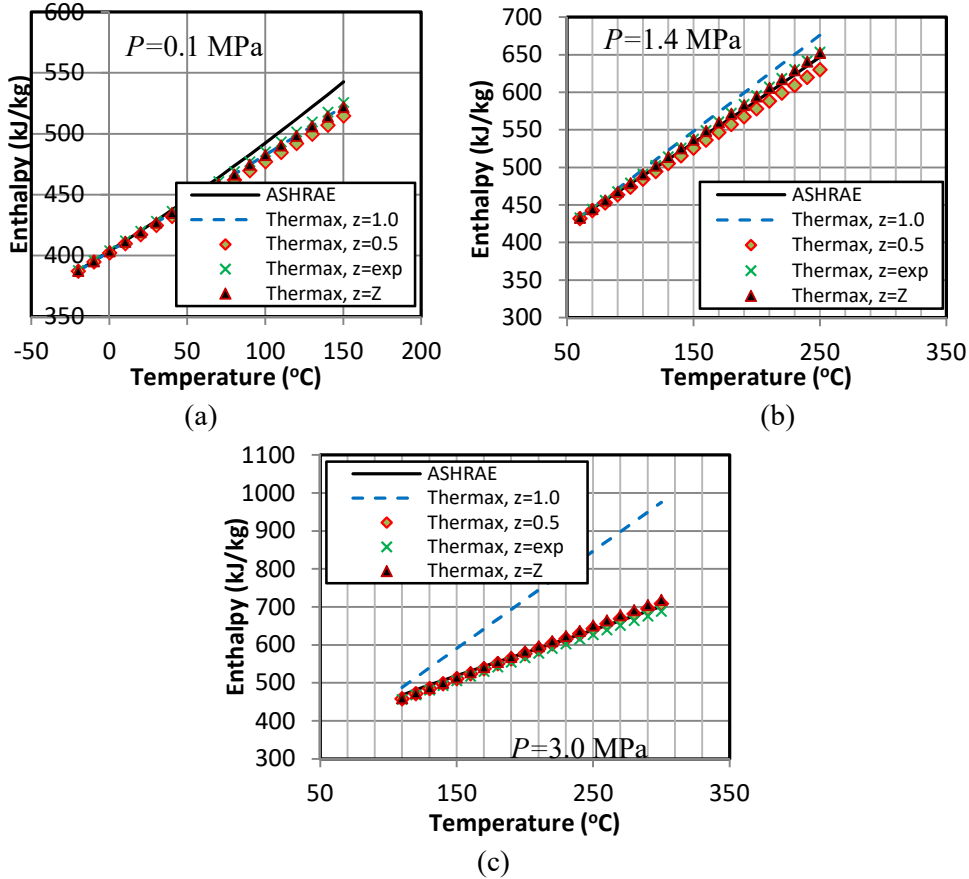 600
550
500
450
400
350
Enthalpy (kJ/kg)
P=0.1 MPa
ASHRAE
Thermax, z=1.0
Thermax, z=0.5
Thermax, z=exp
Thermax, z=Z
-50 0 50 100 150 200
Temperature (°C)
(a)
700
650
600
550
500
450
400
350
300
Enthalpy (kJ/kg)
P=1.4 MPa
ASHRAE
Thermax, z=1.0
Thermax, z=0.5
Thermax, z=exp
Thermax, z=Z
50 150 250 350
Temperature (°C)
(b)
1100
1000
900
800
700
600
500
400
300
Enthalpy (kJ/kg)
ASHRAE
Thermax, z=1.0
Thermax, z=0.5
Thermax, z=exp
Thermax, z=Z
P=3.0 MPa
50 150 250 350
Temperature (°C)
(c)